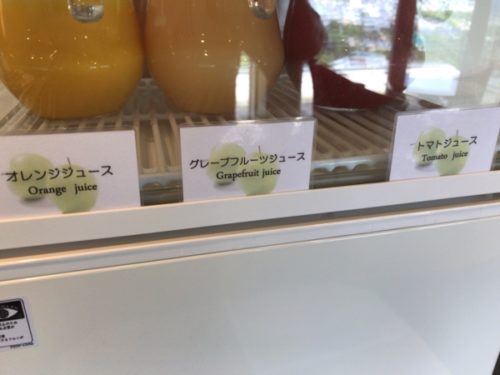 オレンジジュース
Orange juice
グレープフルーツジュース
Grapefruit juice
トマトジュース
Tomato juice